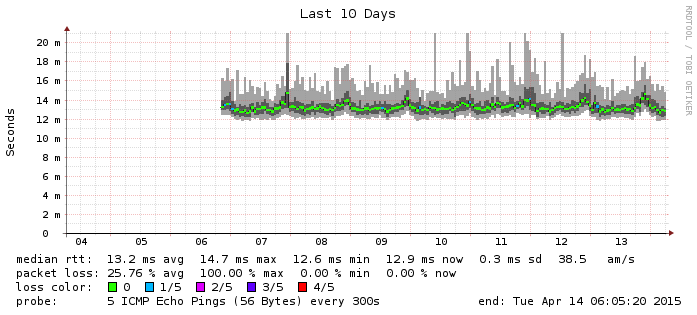 Last 10 Days
RRDTOOL / TOBI OETIKER
Seconds
20 m
18 m
16 m
14 m
12 m
10 m
8 m
6 m
4 m
2 m
0
04 05 06 07 08 09 10 11 12 13
median rtt: 13.2 ms avg 14.7 ms max 12.6 ms min 12.9 ms now 0.3 ms sd 38.5 am/s
packet loss: 25.76 % avg 100.00 % max 0.00 % min 0.00 % now
loss color: 0 1/5 2/5 3/5 4/5
probe: 5 ICMP Echo Pings (56 Bytes) every 300s end: Tue Apr 14 06:05:20 2015